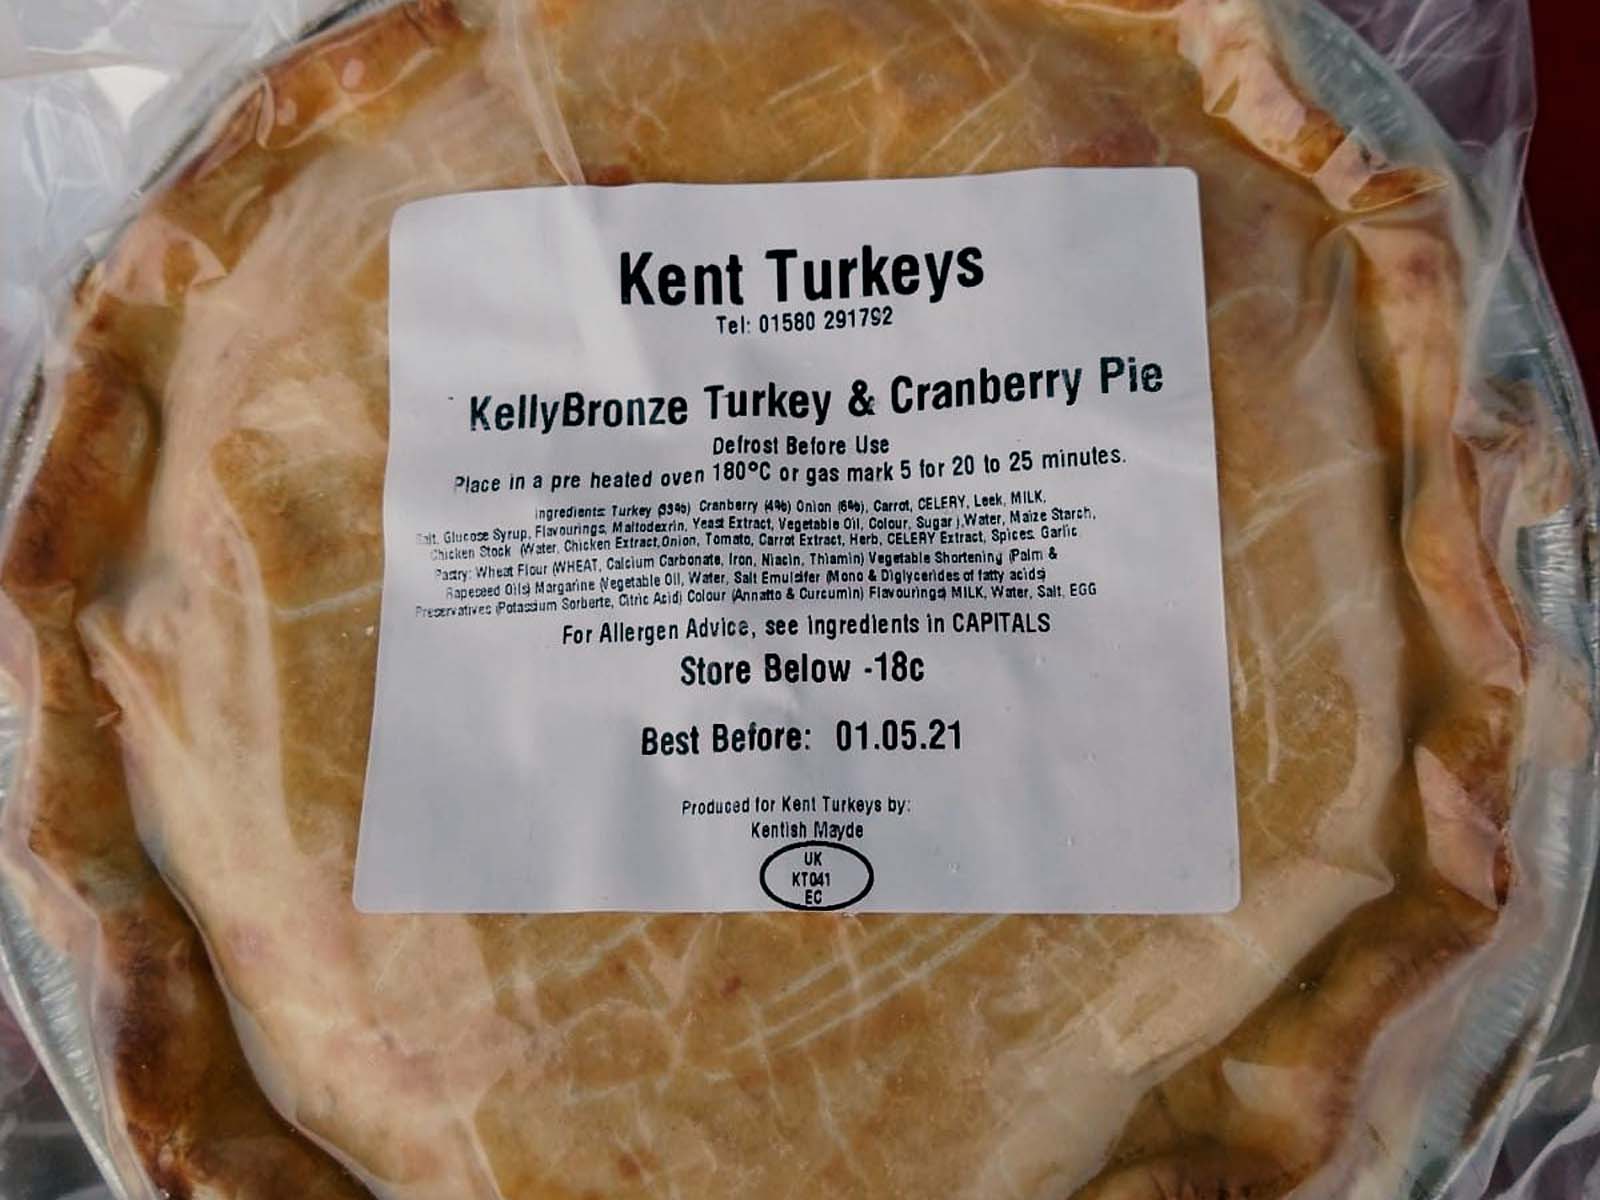 Kent Turkeys
Tel: 01580 291792
KellyBronze Turkey & Cranberry Pie
Defrost Before Use
Place in a pre heated oven 180°C or gas mark 5 for 20 to 25 minutes.
Ingredients: Turkey (33%) Cranberry (4%) Onion (6%), Carrot, CELERY, Leek, MILK,
Salt, Glucose Syrup, Flavourings, Maltodexrin, Yeast Extract, Vegetable Oil, Colour, Sugar ), Water, Maize Starch,
Chicken Stock (Water, Chicken Extract,Onion, Tomato, Carrot Extract, Herb, CELERY Extract, Spices. Garlic
Pastry: Wheat Flour (WHEAT, Calcium Carbonate, Iron, Niacin, Thiamin) Vegetable Shortening (Palm &
Rapeseed Oils) Margarine (Vegetable Oil, Water, Salt Emulsifer (Mono & Diglycerides of fatty acids)
Preservatives (Potassium Sorberte, Citric Acid) Colour (Annatto & Curcumin) Flavourings) MILK, Water, Salt, EGG
For Allergen Advice, see ingredients in CAPITALS
Store Below -18c
Best Before: 01.05.21
Produced for Kent Turkeys by:
Kentish Mayde
UK
KT041
EC